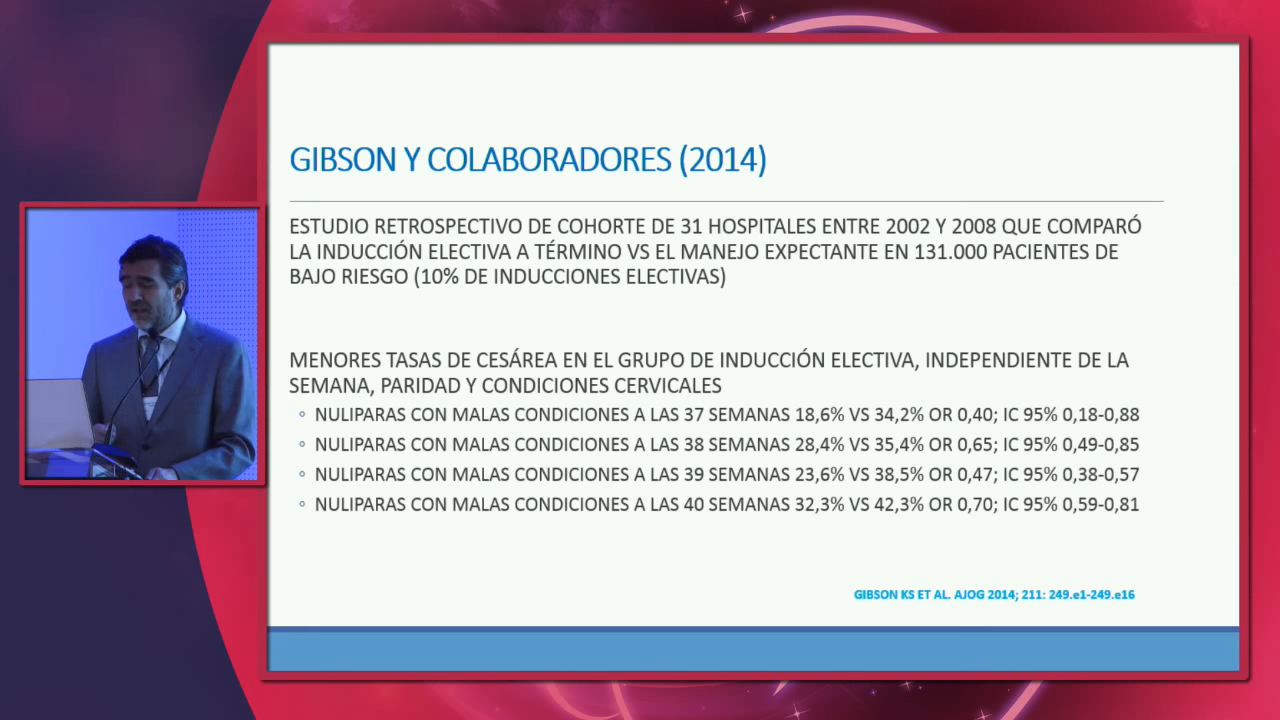 GIBSON Y COLABORADORES (2014)
ESTUDIO RETROSPECTIVO DE COHORTE DE 31 HOSPITALES ENTRE 2002 Y 2008 QUE COMPARÓ
LA INDUCCIÓN ELECTIVA A TÉRMINO VS EL MANEJO EXPECTANTE EN 131.000 PACIENTES DE
BAJO RIESGO (10% DE INDUCCIONES ELECTIVAS)
MENORES TASAS DE CESÁREA EN EL GRUPO DE INDUCCIÓN ELECTIVA, INDEPENDIENTE DE LA
SEMANA, PARIDAD Y CONDICIONES CERVICALES
◦ NULIPARAS CON MALAS CONDICIONES A LAS 37 SEMANAS 18,6% VS 34,2% OR 0,40; IC 95% 0,18-0,88
◦ NULIPARAS CON MALAS CONDICIONES A LAS 38 SEMANAS 28,4% VS 35,4% OR 0,65; IC 95% 0,49-0,85
◦ NULIPARAS CON MALAS CONDICIONES A LAS 39 SEMANAS 23,6% VS 38,5% OR 0,47; IC 95% 0,38-0,57
◦ NULIPARAS CON MALAS CONDICIONES A LAS 40 SEMANAS 32,3% VS 42,3% OR 0,70; IC 95% 0,59-0,81
GIBSON KS ET AL. AJOG 2014; 211: 249.e1-249.e16